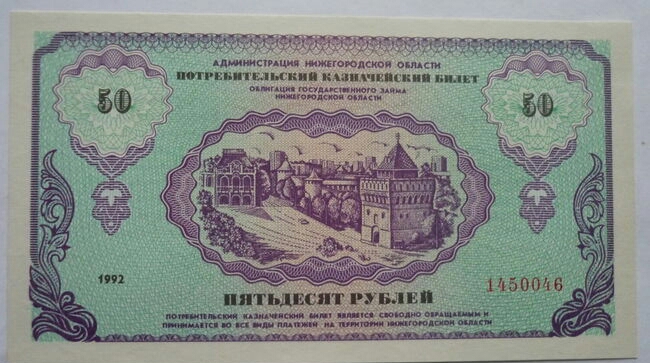 АДМИНИСТРАЦИЯ НИЖЕГОРОДСКОЙ ОБЛАСТИ
ПОТРЕБИТЕЛЬСКИЙ КАЗНАЧЕЙСКИЙ БИЛЕТ
ОБЛИГАЦИЯ ГОСУДАРСТВЕННОГО ЗАЙМА
НИЖЕГОРОДСКОЙ ОБЛАСТИ
50
50
1992
1450046
ПЯТЬДЕСЯТ РУБЛЕЙ
ПОТРЕБИТЕЛЬСКИЙ КАЗНАЧЕЙСКИЙ БИЛЕТ ЯВЛЯЕТСЯ СВОБОДНО ОБРАЩАЕМЫМ И
ПРИНИМАЕТСЯ ВО ВСЕ ВИДЫ ПЛАТЕЖЕЙ НА ТЕРРИТОРИИ НИЖЕГОРОДСКОЙ ОБЛАСТИ